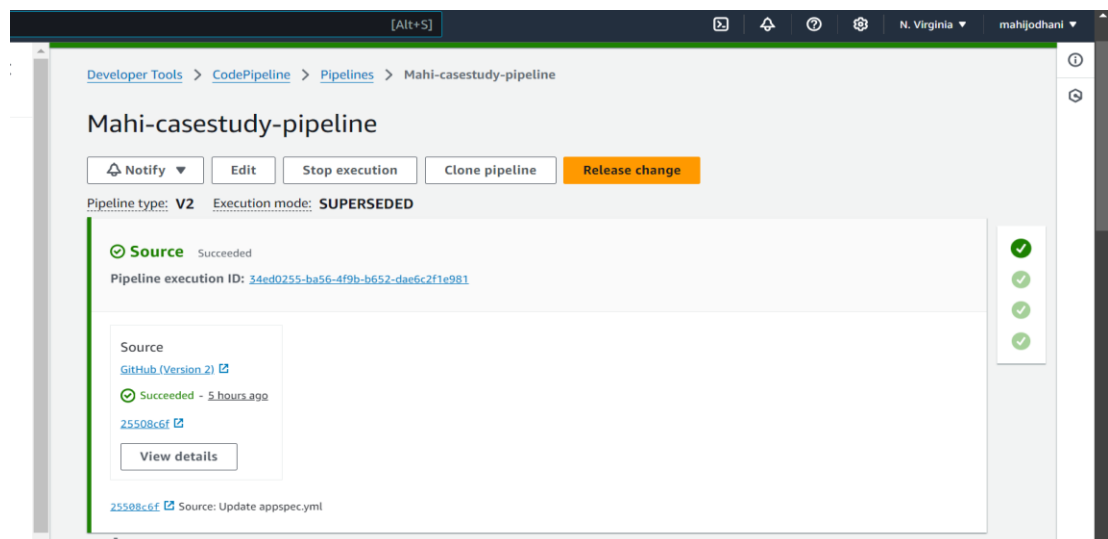 [Alt+S] N. Virginia ▼ mahijodhani ▼
Developer Tools > CodePipeline > Pipelines > Mahi-casestudy-pipeline
Mahi-casestudy-pipeline
Notify ▼ Edit Stop execution Clone pipeline Release change
Pipeline type: V2 Execution mode: SUPERSEDED
Source Succeeded
Pipeline execution ID: 34ed0255-ba56-4f9b-b652-dae6c2f1e981
Source
GitHub (Version 2)
Succeeded - 5 hours ago
25508c6f
View details
25508c6f Source: Update appspec.yml